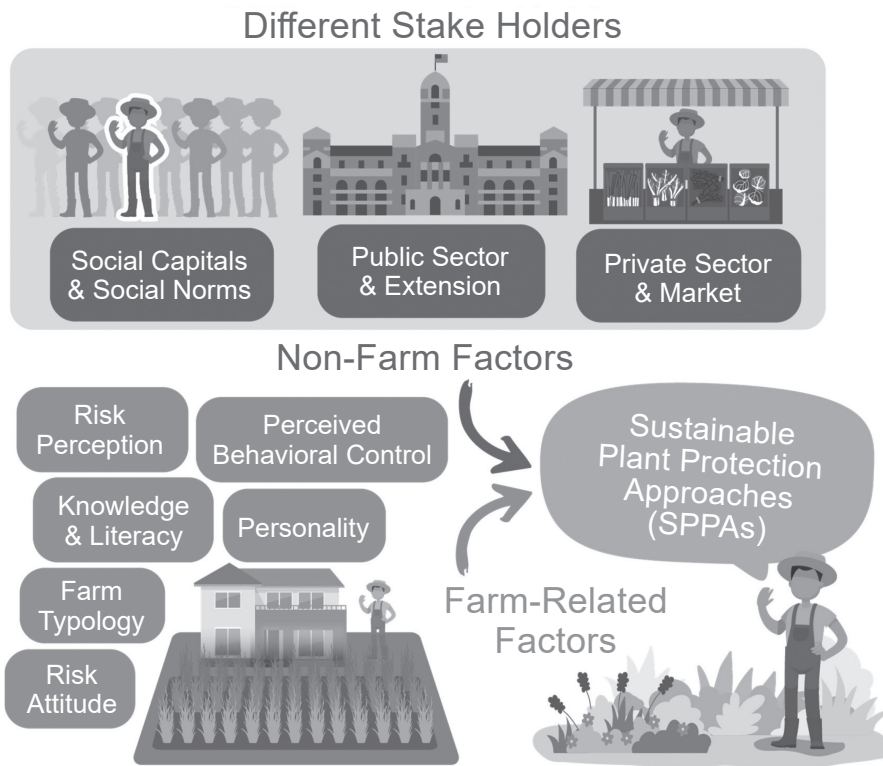 Different Stake Holders
Social Capitals
& Social Norms
Public Sector
& Extension
Private Sector
& Market
Non-Farm Factors
Risk
Perception
Perceived
Behavioral Control
Knowledge
& Literacy
Personality
Farm
Typology
Risk
Attitude
Sustainable
Plant Protection
Approaches
(SPPAs)
Farm-Related
Factors